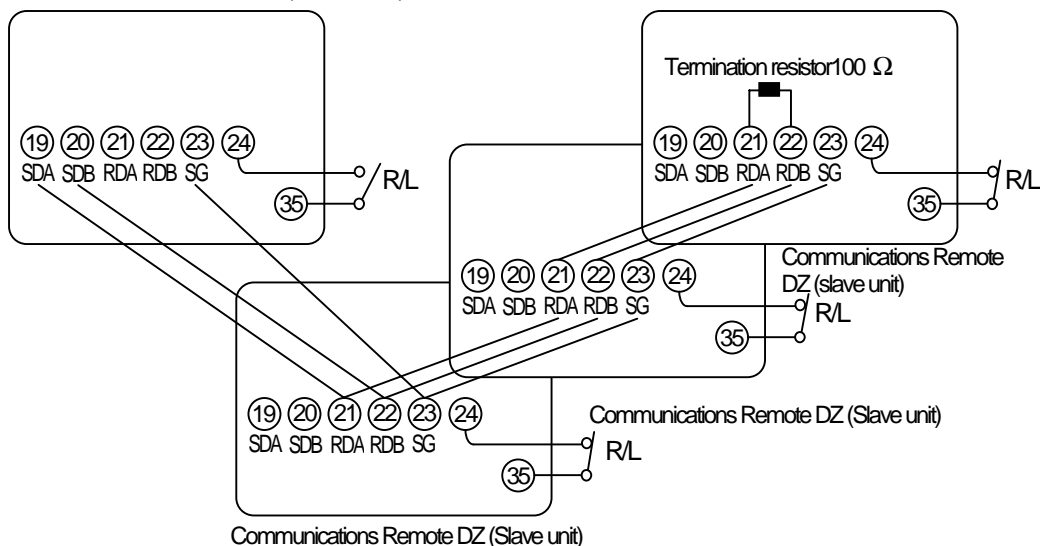 Termination resistor100 Ω
19 20 21 22 23 24
SDA SDB RDA RDB SG
R/L
35
19 20 21 22 23 24
SDA SDB RDA RDB SG
R/L
35
Communications Remote
DZ (slave unit)
19 20 21 22 23 24
SDA SDB RDA RDB SG
R/L
35
Communications Remote DZ (Slave unit)
19 20 21 22 23 24
SDA SDB RDA RDB SG
R/L
35
Communications Remote DZ (Slave unit)